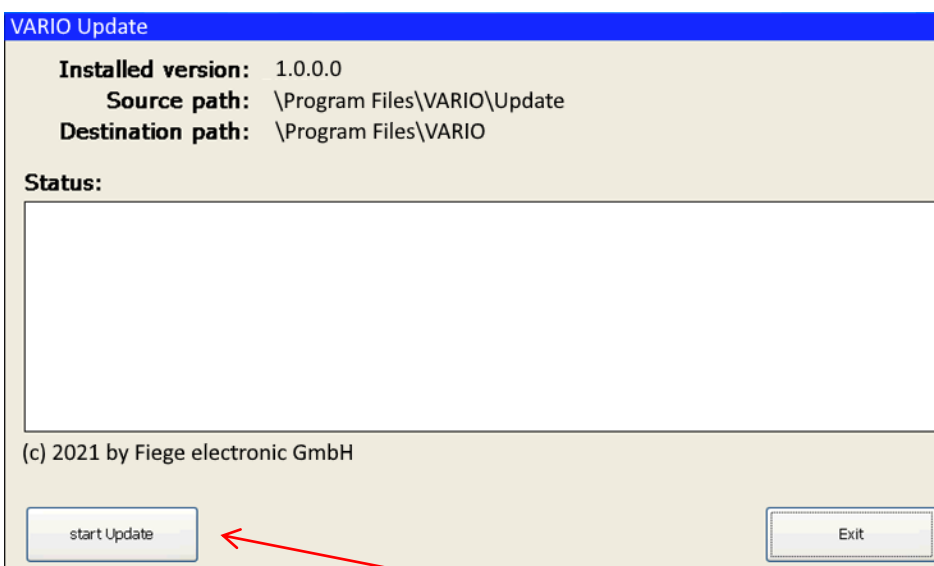 VARIO Update
Installed version: 1.0.0.0
Source path: \Program Files\VARIO\Update
Destination path: \Program Files\VARIO
Status:
(c) 2021 by Fiege electronic GmbH
start Update Exit